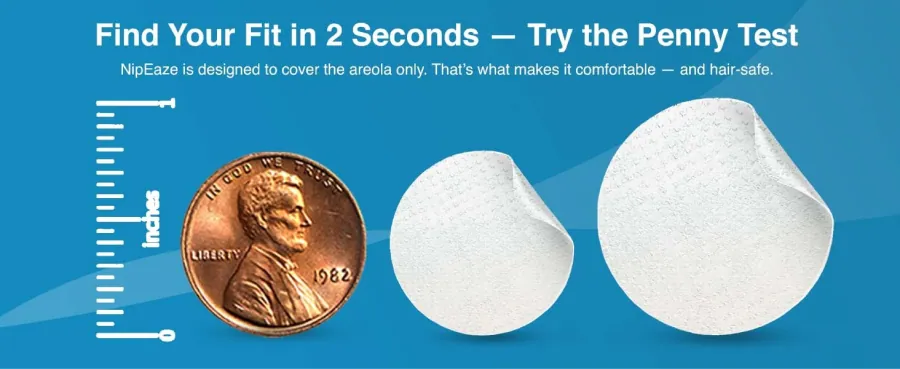 Find Your Fit in 2 Seconds — Try the Penny Test
NipEaze is designed to cover the areola only. That's what makes it comfortable — and hair-safe.
1
inches
0
IN GOD WE TRUST
LIBERTY
1982